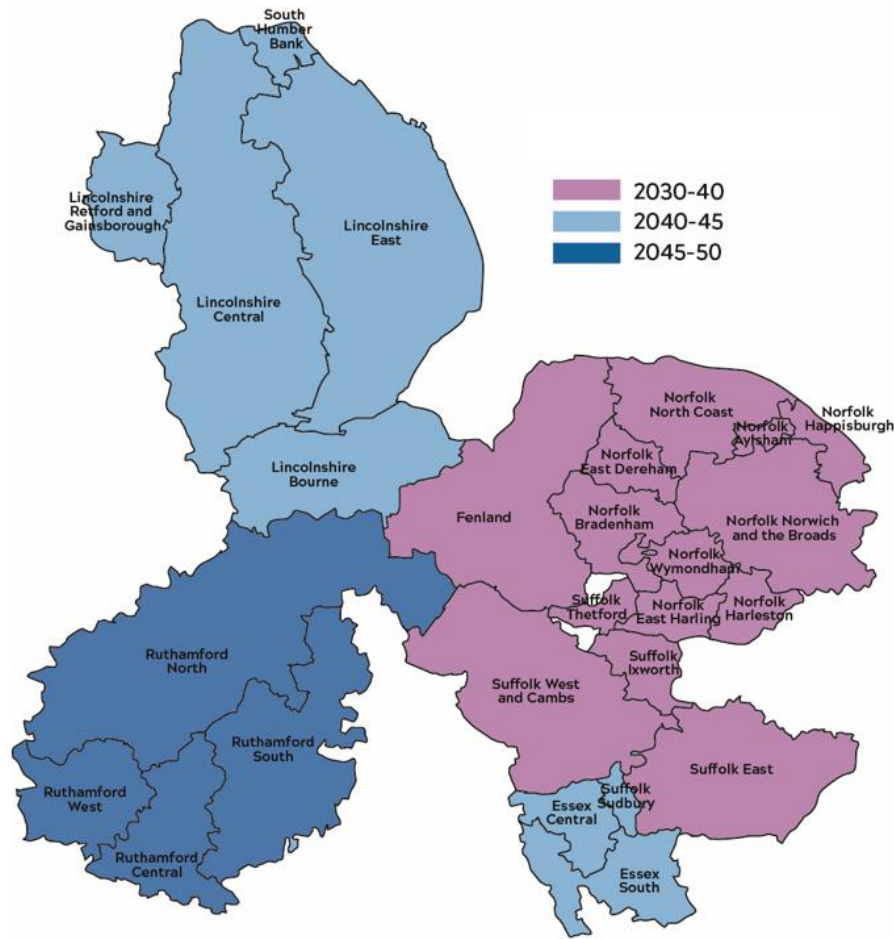 South
Humber
Bank
Lincolnshire
Retford and
Gainsborough
Lincolnshire
East
Lincolnshire
Central
2030-40
2040-45
2045-50
Norfolk
North Coast
Norfolk
Happisburgh
Norfolk
Aylsham
Norfolk
East Dereham
Lincolnshire
Bourne
Fenland
Norfolk
Bradenham
Norfolk Norwich
and the Broads
Norfolk
Wymondham
Suffolk
Thetford
Norfolk
East Harling
Norfolk
Harleston
Ruthamford
North
Suffolk
Ixworth
Suffolk West
and Cambs
Ruthamford
South
Suffolk East
Ruthamford
West
Suffolk
Sudbury
Essex
Central
Ruthamford
Central
Essex
South